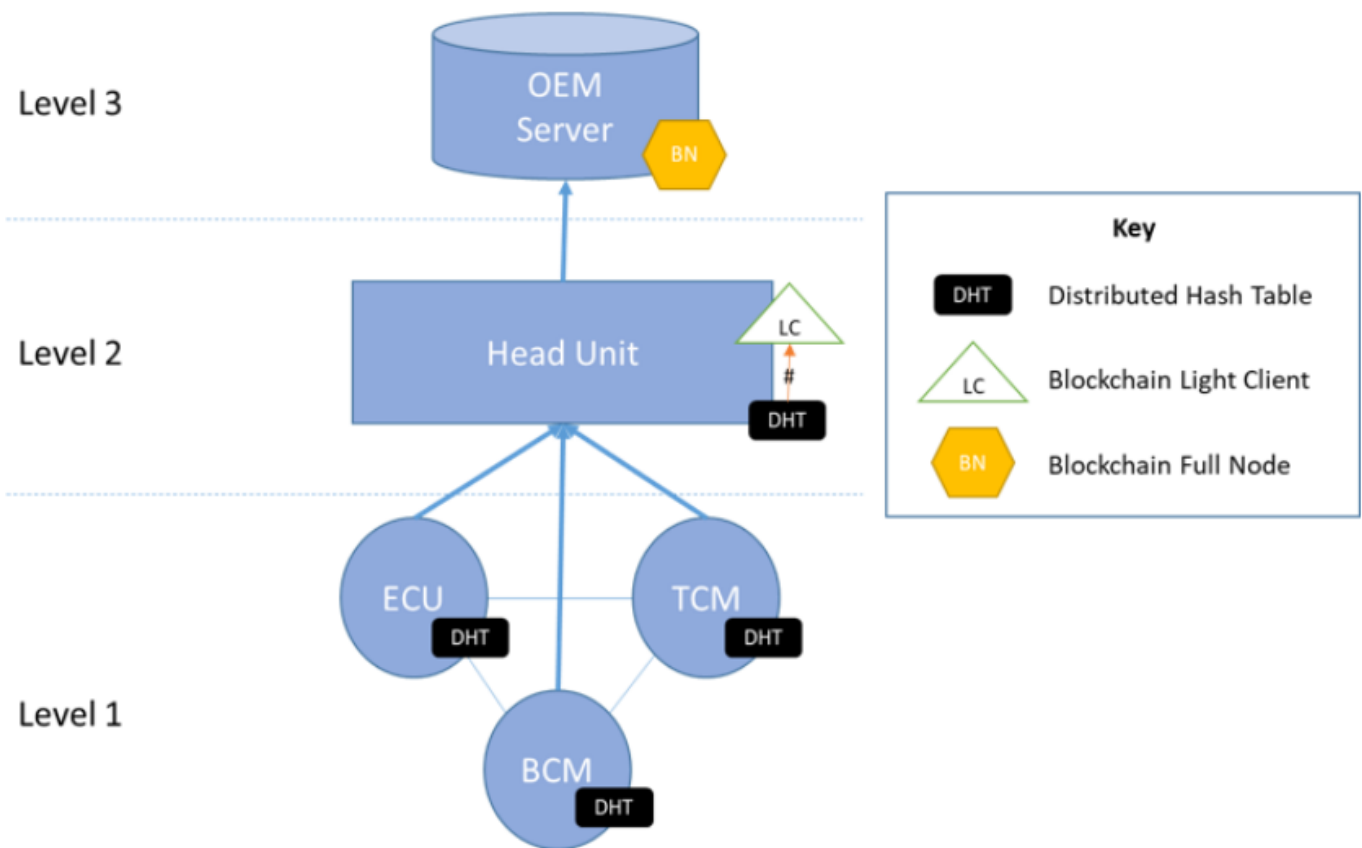 Level 3
OEM
Server
BN
Level 2
Head Unit
LC
#
DHT
Level 1
ECU
DHT
TCM
DHT
BCM
DHT
Key
DHT Distributed Hash Table
LC Blockchain Light Client
BN Blockchain Full Node